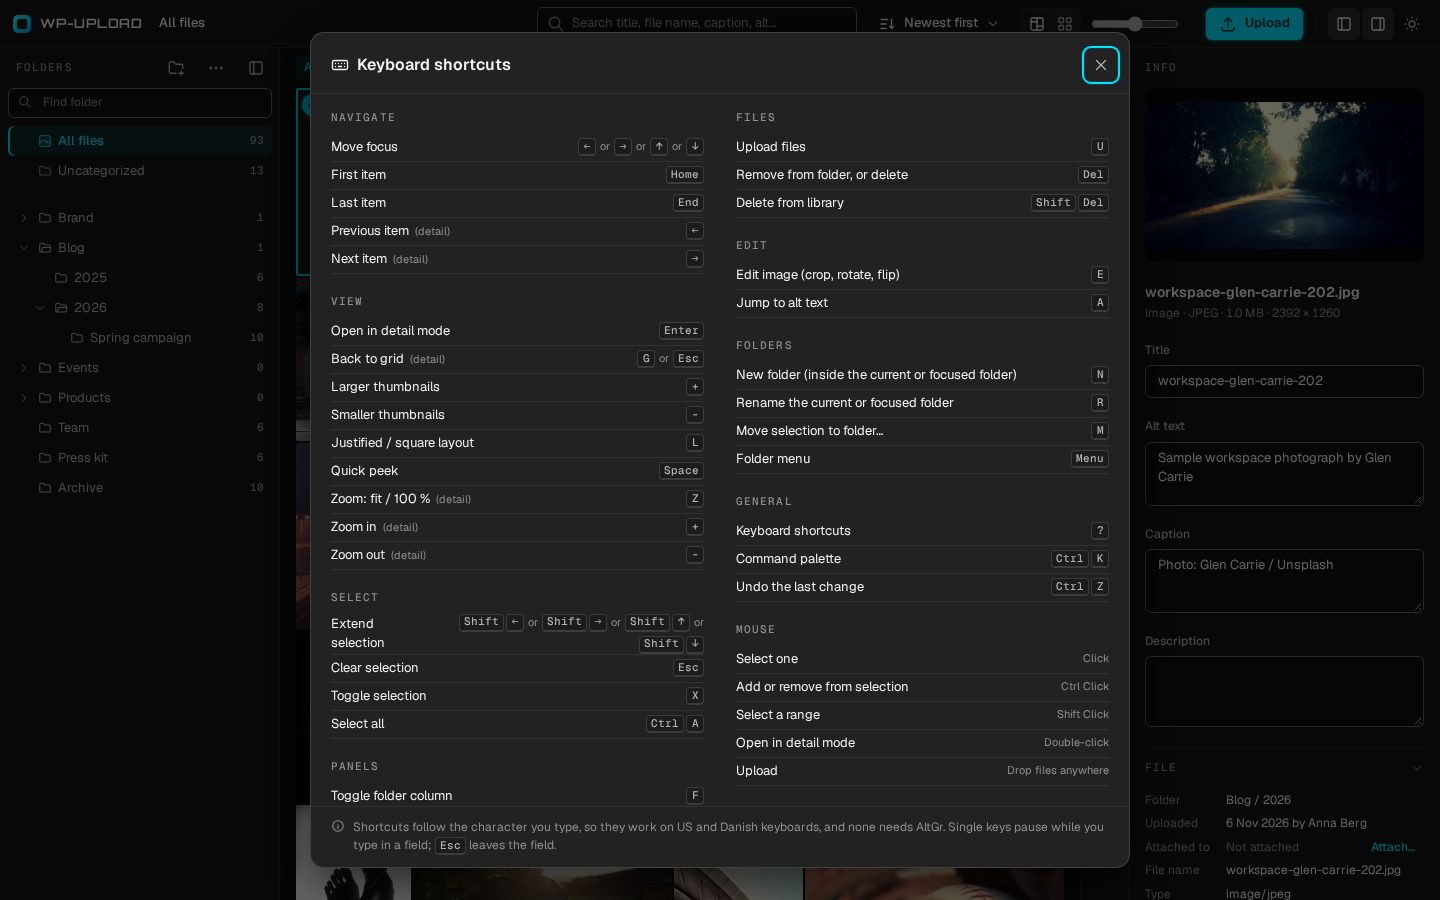 WP-UPLOAD
All files
Search title, file name, caption, alt...
Newest first
Upload
FOLDERS
Find folder
All files 93
Uncategorized 13
Brand 1
Blog 1
2025 6
2026 8
Spring campaign 10
Events 0
Products 0
Team 6
Press kit 6
Archive 10
Keyboard shortcuts
NAVIGATE
Move focus ← or → or ↑ or ↓
First item Home
Last item End
Previous item (detail) ←
Next item (detail) →
VIEW
Open in detail mode Enter
Back to grid (detail) G or Esc
Larger thumbnails +
Smaller thumbnails -
Justified / square layout L
Quick peek Space
Zoom: fit / 100 % (detail) Z
Zoom in (detail) +
Zoom out (detail) -
SELECT
Extend selection Shift ← or Shift → or Shift ↑ or Shift ↓
Clear selection Esc
Toggle selection X
Select all Ctrl A
PANELS
Toggle folder column F
FILES
Upload files U
Remove from folder, or delete Del
Delete from library Shift Del
EDIT
Edit image (crop, rotate, flip) E
Jump to alt text A
FOLDERS
New folder (inside the current or focused folder) N
Rename the current or focused folder R
Move selection to folder... M
Folder menu Menu
GENERAL
Keyboard shortcuts ?
Command palette Ctrl K
Undo the last change Ctrl Z
MOUSE
Select one Click
Add or remove from selection Ctrl Click
Select a range Shift Click
Open in detail mode Double-click
Upload Drop files anywhere
Shortcuts follow the character you type, so they work on US and Danish keyboards, and none needs AltGr. Single keys pause while you
type in a field; Esc leaves the field.
INFO
workspace-glen-carrie-202.jpg
Image · JPEG · 1.0 MB · 2392 × 1260
Title
workspace-glen-carrie-202
Alt text
Sample workspace photograph by Glen
Carrie
Caption
Photo: Glen Carrie / Unsplash
Description
FILE
Folder Blog / 2026
Uploaded 6 Nov 2026 by Anna Berg
Attached to Not attached Attach...
File name workspace-glen-carrie-202.jpg
Type image/jpeg